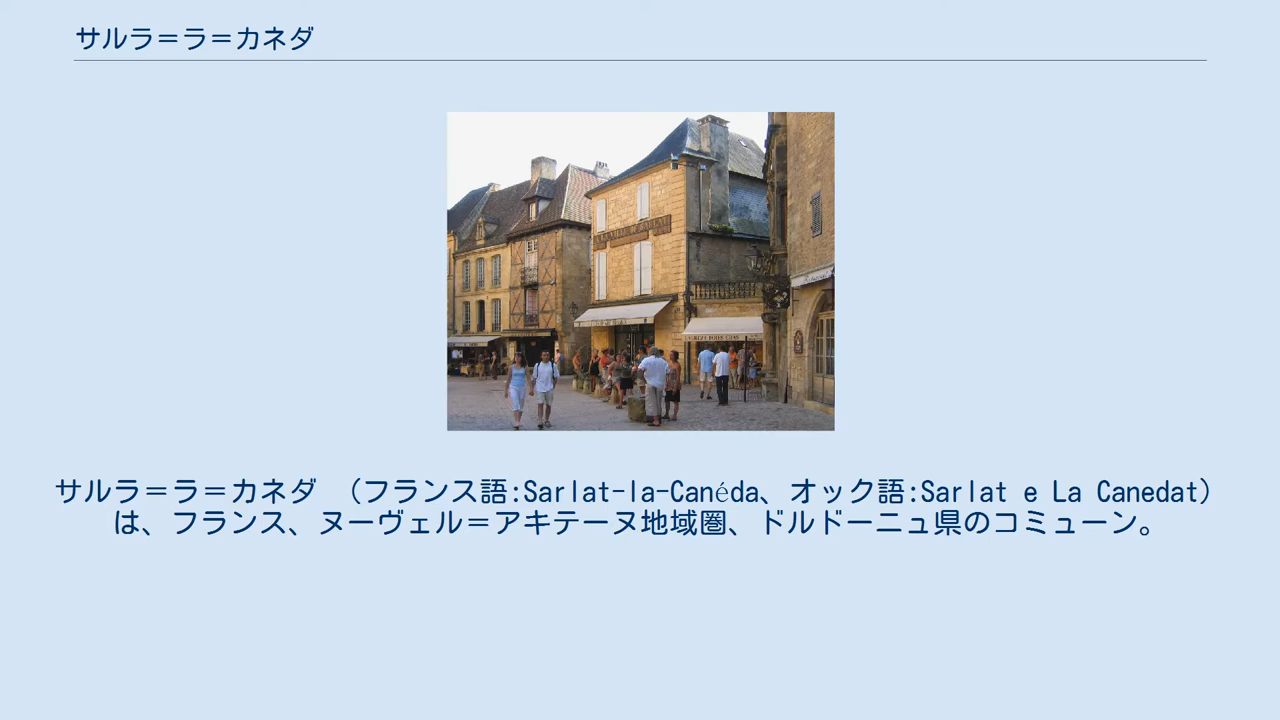 サルラ＝ラ＝カネダ
サルラ＝ラ＝カネダ （フランス語:Sarlat-la-Canéda、オック語:Sarlat e La Canedat）
は、フランス、ヌーヴェル＝アキテーヌ地域圏、ドルドーニュ県のコミューン。